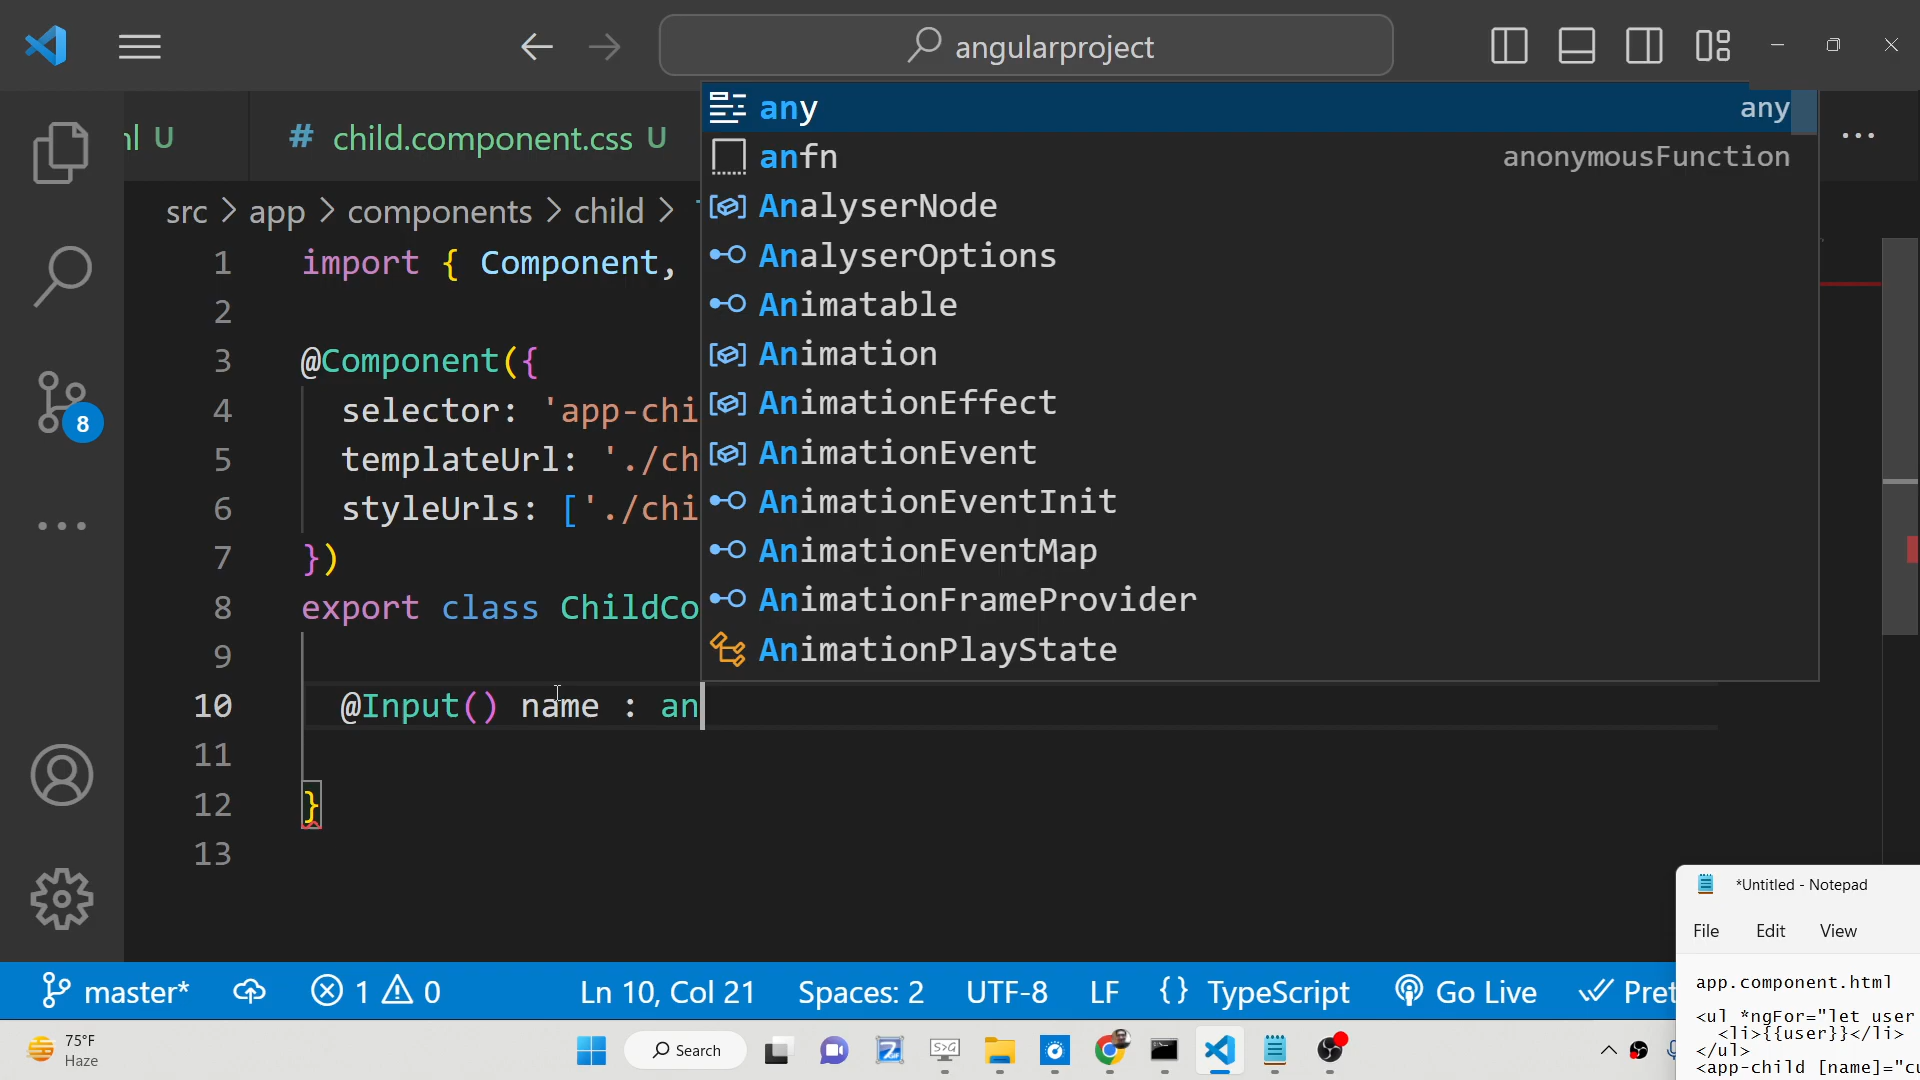 angularproject
nl U
# child.component.css U
src > app > components > child >
1 import { Component,
2
3 @Component({
4 selector: 'app-chi
5 templateUrl: './ch
6 styleUrls: ['./chi
7 })
8 export class ChildCo
9
10 @Input() name : an
11
12 }
13
any any
anfn anonymousFunction
AnalyserNode
AnalyserOptions
Animatable
Animation
AnimationEffect
AnimationEvent
AnimationEventInit
AnimationEventMap
AnimationFrameProvider
AnimationPlayState
8
*Untitled - Notepad
File Edit View
app.component.html
<ul *ngFor="let user
<li>{{user}}</li>
</ul>
<app-child [name]="cu
master* 1 0 Ln 10, Col 21 Spaces: 2 UTF-8 LF {} TypeScript Go Live Pret
75°F
Haze
Search